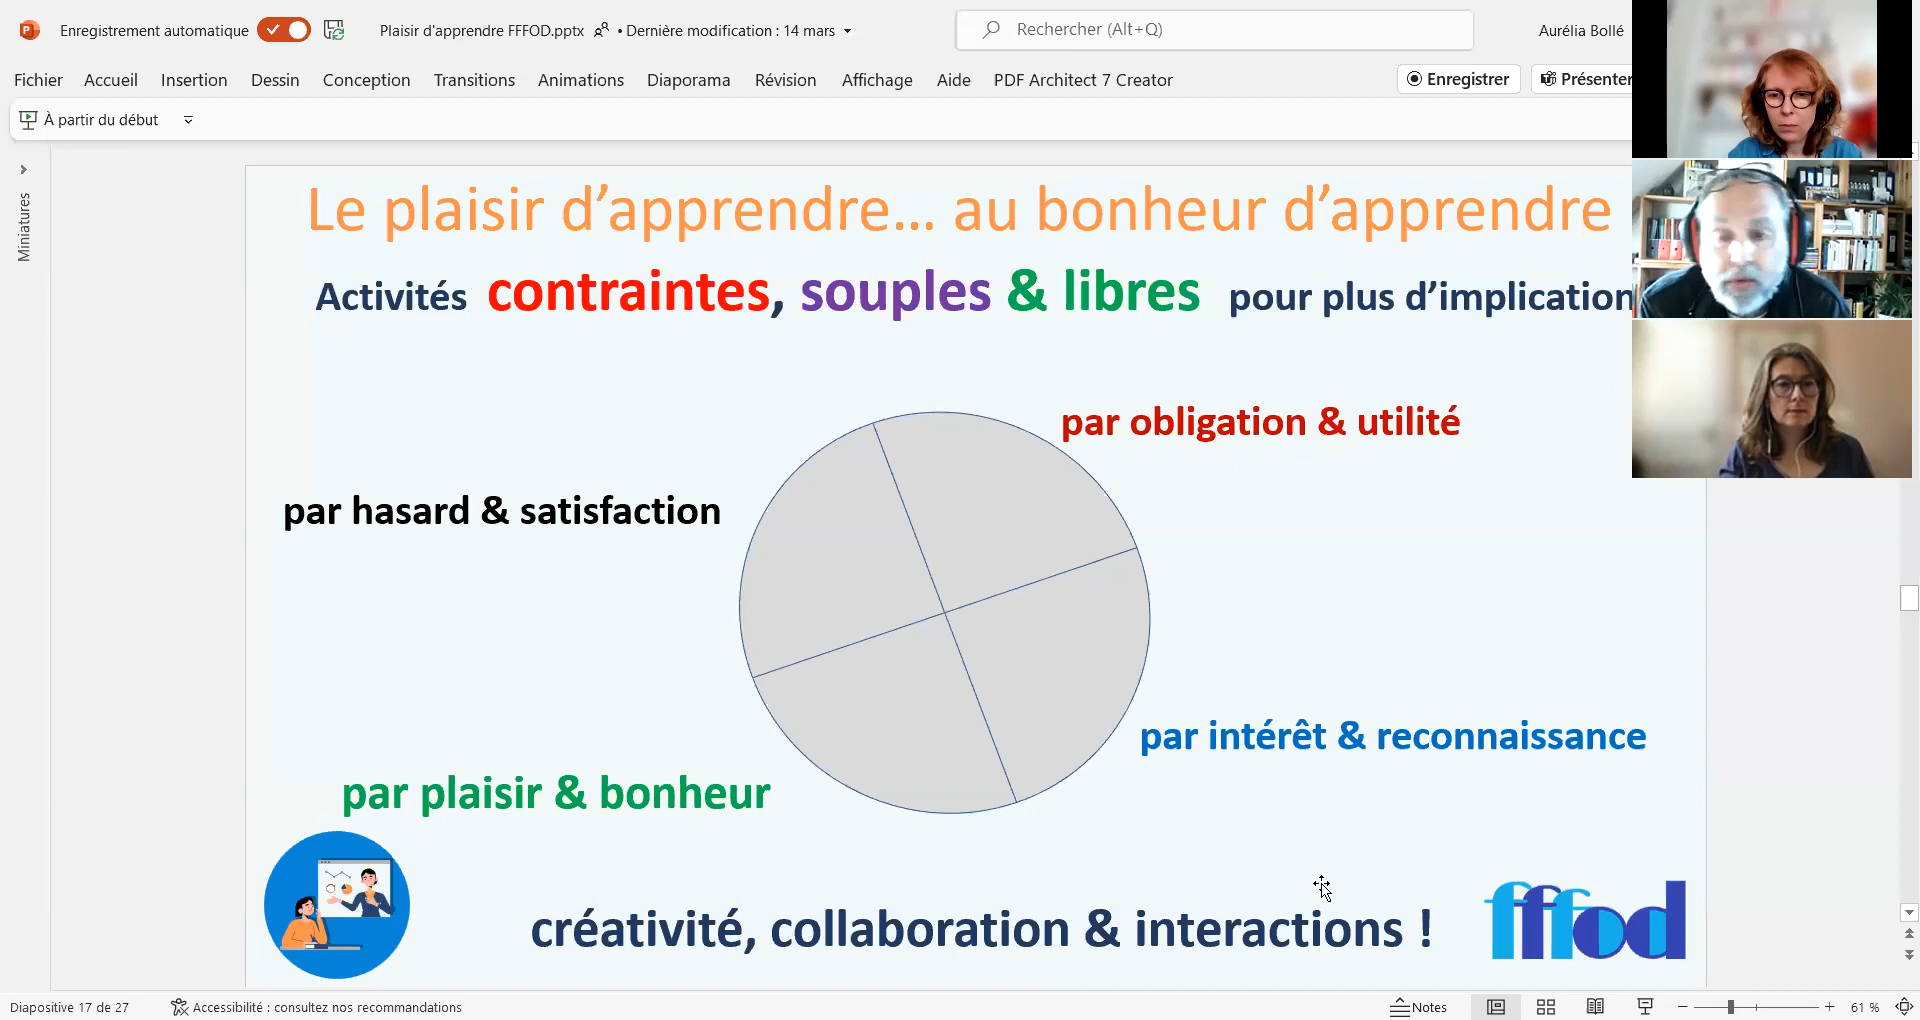 Enregistrement automatique
Plaisir d'apprendre FFFOD.pptx • Dernière modification : 14 mars
Rechercher (Alt+Q)
Aurélia Bollé
Fichier Accueil Insertion Dessin Conception Transitions Animations Diaporama Révision Affichage Aide PDF Architect 7 Creator
Enregistrer
Présenter
À partir du début
Miniatures
Le plaisir d’apprendre… au bonheur d’apprendre
Activités contraintes, souples & libres pour plus d’implication
par obligation & utilité
par hasard & satisfaction
par intérêt & reconnaissance
par plaisir & bonheur
créativité, collaboration & interactions !
fffod
Diapositive 17 de 27
Accessibilité : consultez nos recommandations
Notes
61 %